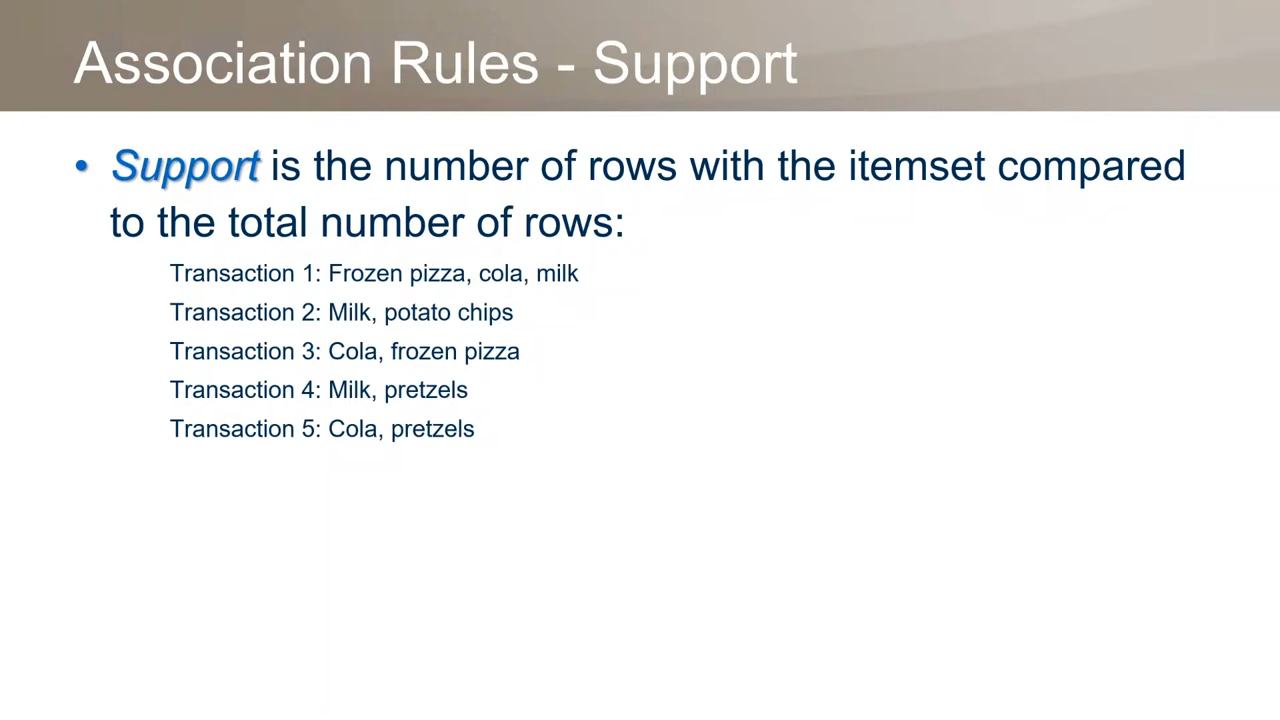 Association Rules - Support
• Support is the number of rows with the itemset compared
to the total number of rows:
Transaction 1: Frozen pizza, cola, milk
Transaction 2: Milk, potato chips
Transaction 3: Cola, frozen pizza
Transaction 4: Milk, pretzels
Transaction 5: Cola, pretzels